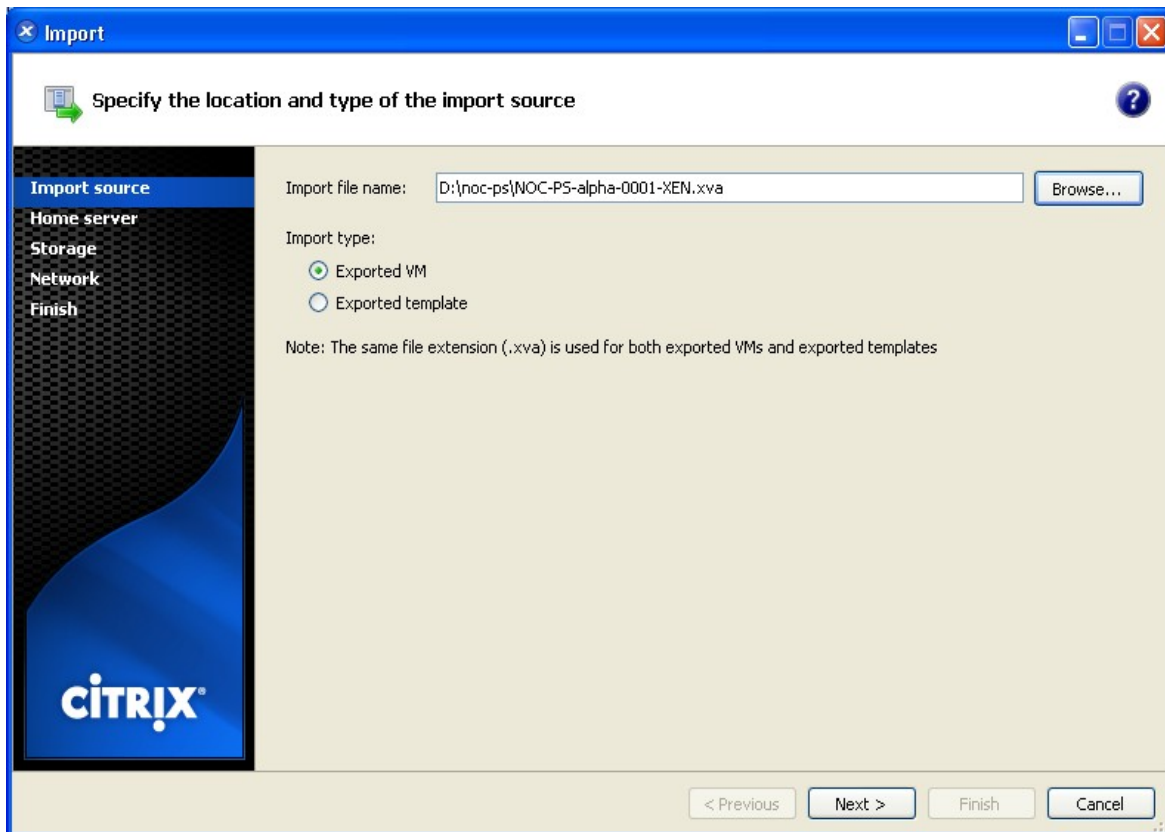 Import
Specify the location and type of the import source
?
Import source
Home server
Storage
Network
Finish
Import file name: D:\noc-ps\NOC-PS-alpha-0001-XEN.xva Browse...
Import type:
Exported VM
Exported template
Note: The same file extension (.xva) is used for both exported VMs and exported templates
CİTRỊX®
< Previous Next > Finish Cancel